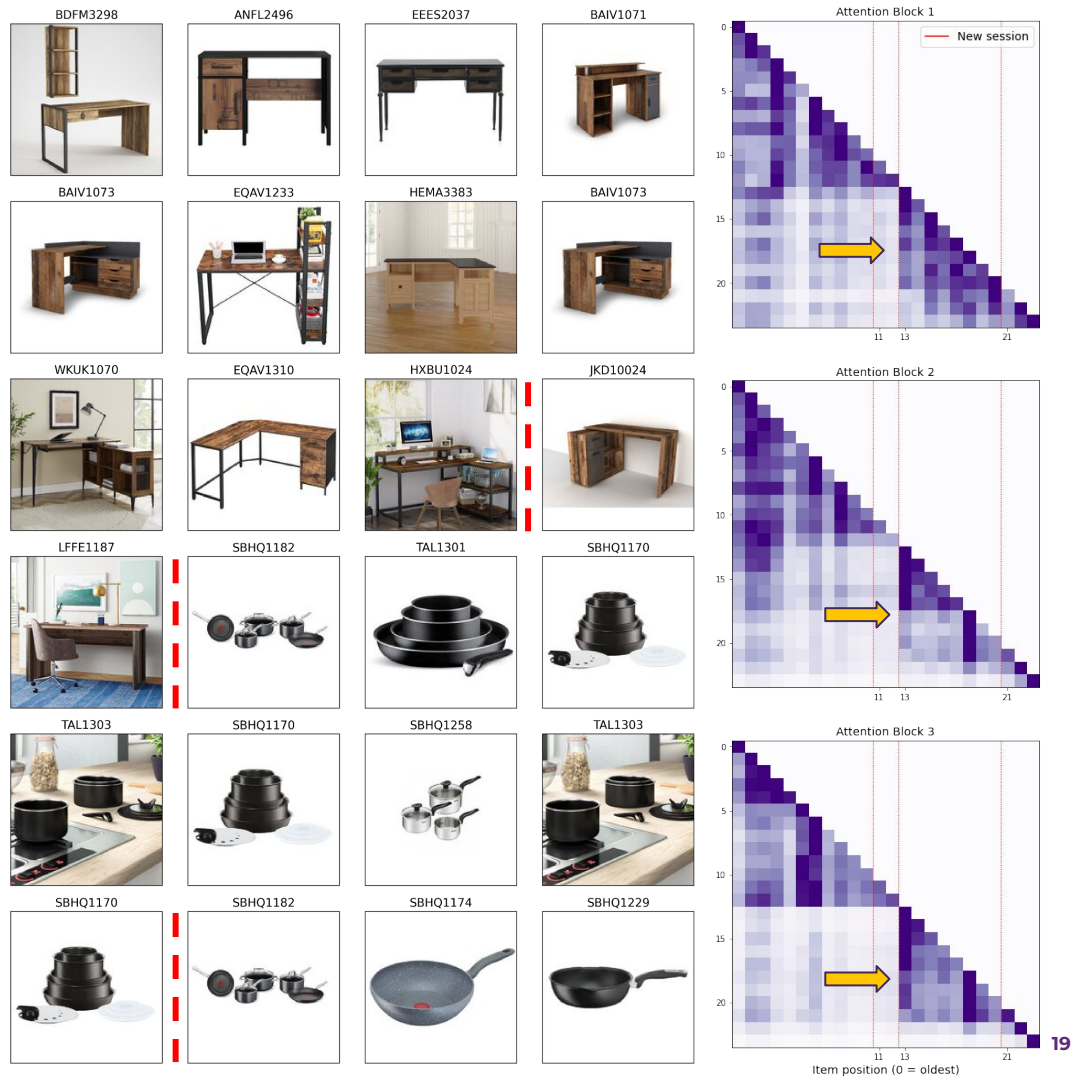 BDFM3298
ANFL2496
EEES2037
BAIV1071
BAIV1073
EQAV1233
HEMA3383
BAIV1073
WKUK1070
EQAV1310
HXBU1024
JKD10024
LFFE1187
SBHQ1182
TAL1301
SBHQ1170
TAL1303
SBHQ1170
SBHQ1258
TAL1303
SBHQ1170
SBHQ1182
SBHQ1174
SBHQ1229
Attention Block 1
New session
0
5
10
15
20
11 13 21
Attention Block 2
0
5
10
15
20
11 13 21
Attention Block 3
0
5
10
15
20
11 13 21
Item position (0 = oldest)
19